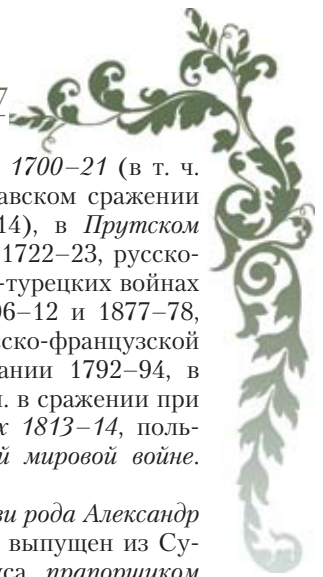 7
1700–21 (в т. ч.
авском сражении
14), в Прутском
1722–23, русско-
-турецких войнах
06–12 и 1877–78,
сско-французской
ании 1792–94, в
. в сражении при
х 1813–14, поль-
й мировой войне.
ви рода Александр
выпущен из Су-
са прапорщиком